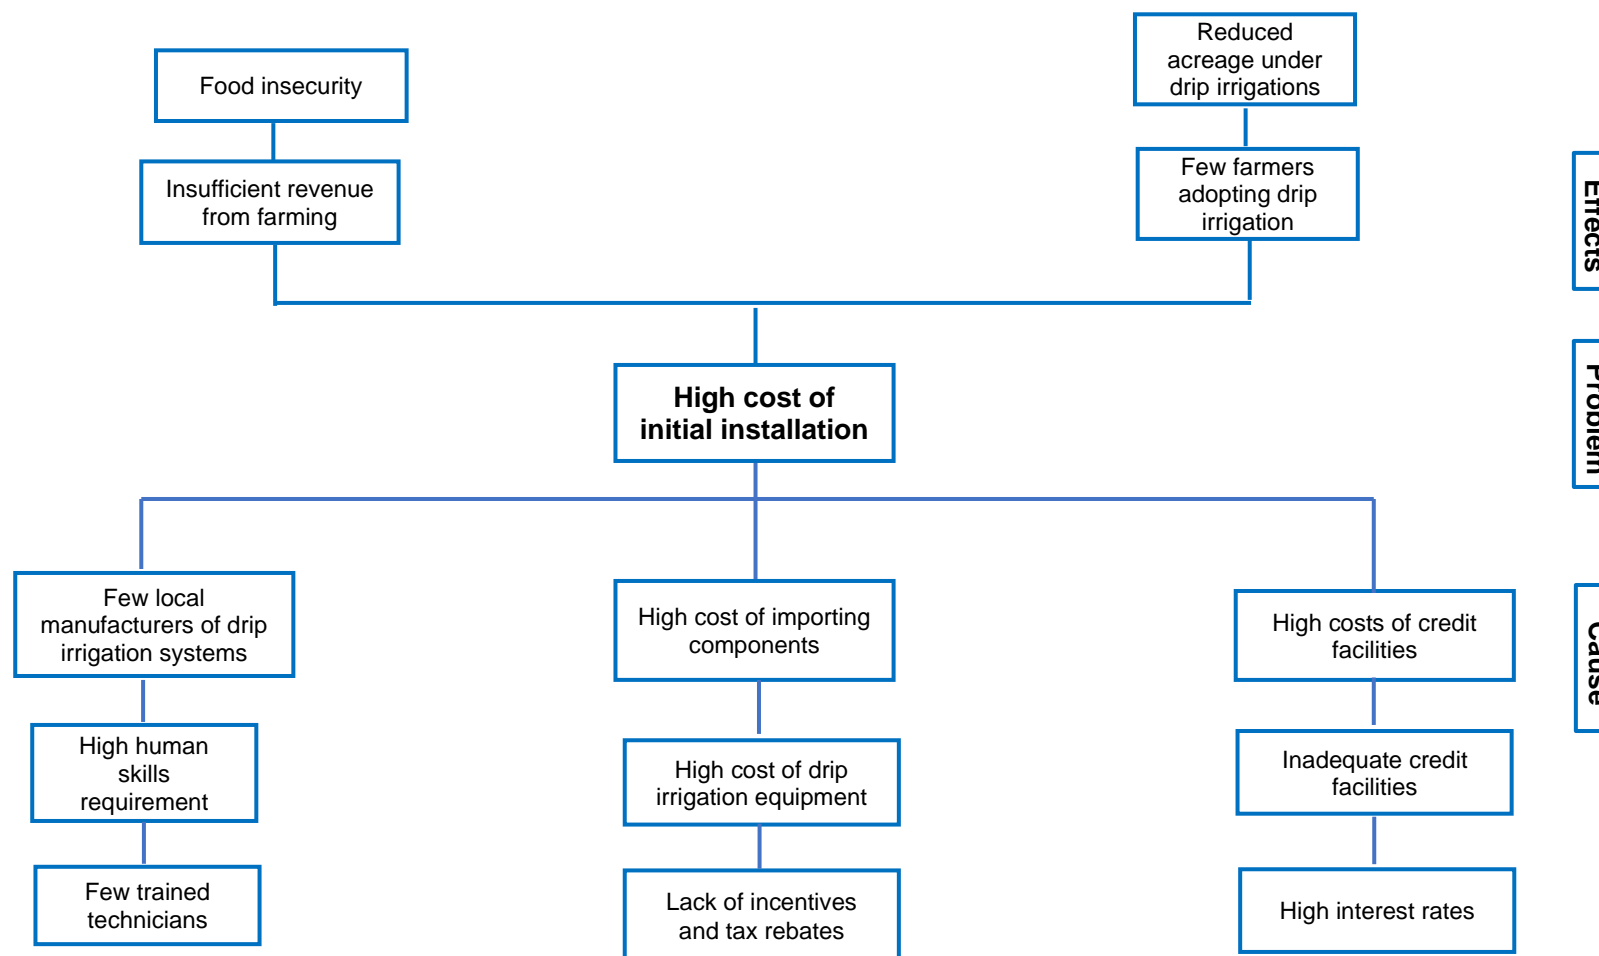 Food insecurity
Reduced
acreage under
drip irrigations
Insufficient revenue
from farming
Few farmers
adopting drip
irrigation
Effects
High cost of
initial installation
Problem
Few local
manufacturers of drip
irrigation systems
High cost of importing
components
High costs of credit
facilities
Cause
High human
skills
requirement
High cost of drip
irrigation equipment
Inadequate credit
facilities
Few trained
technicians
Lack of incentives
and tax rebates
High interest rates